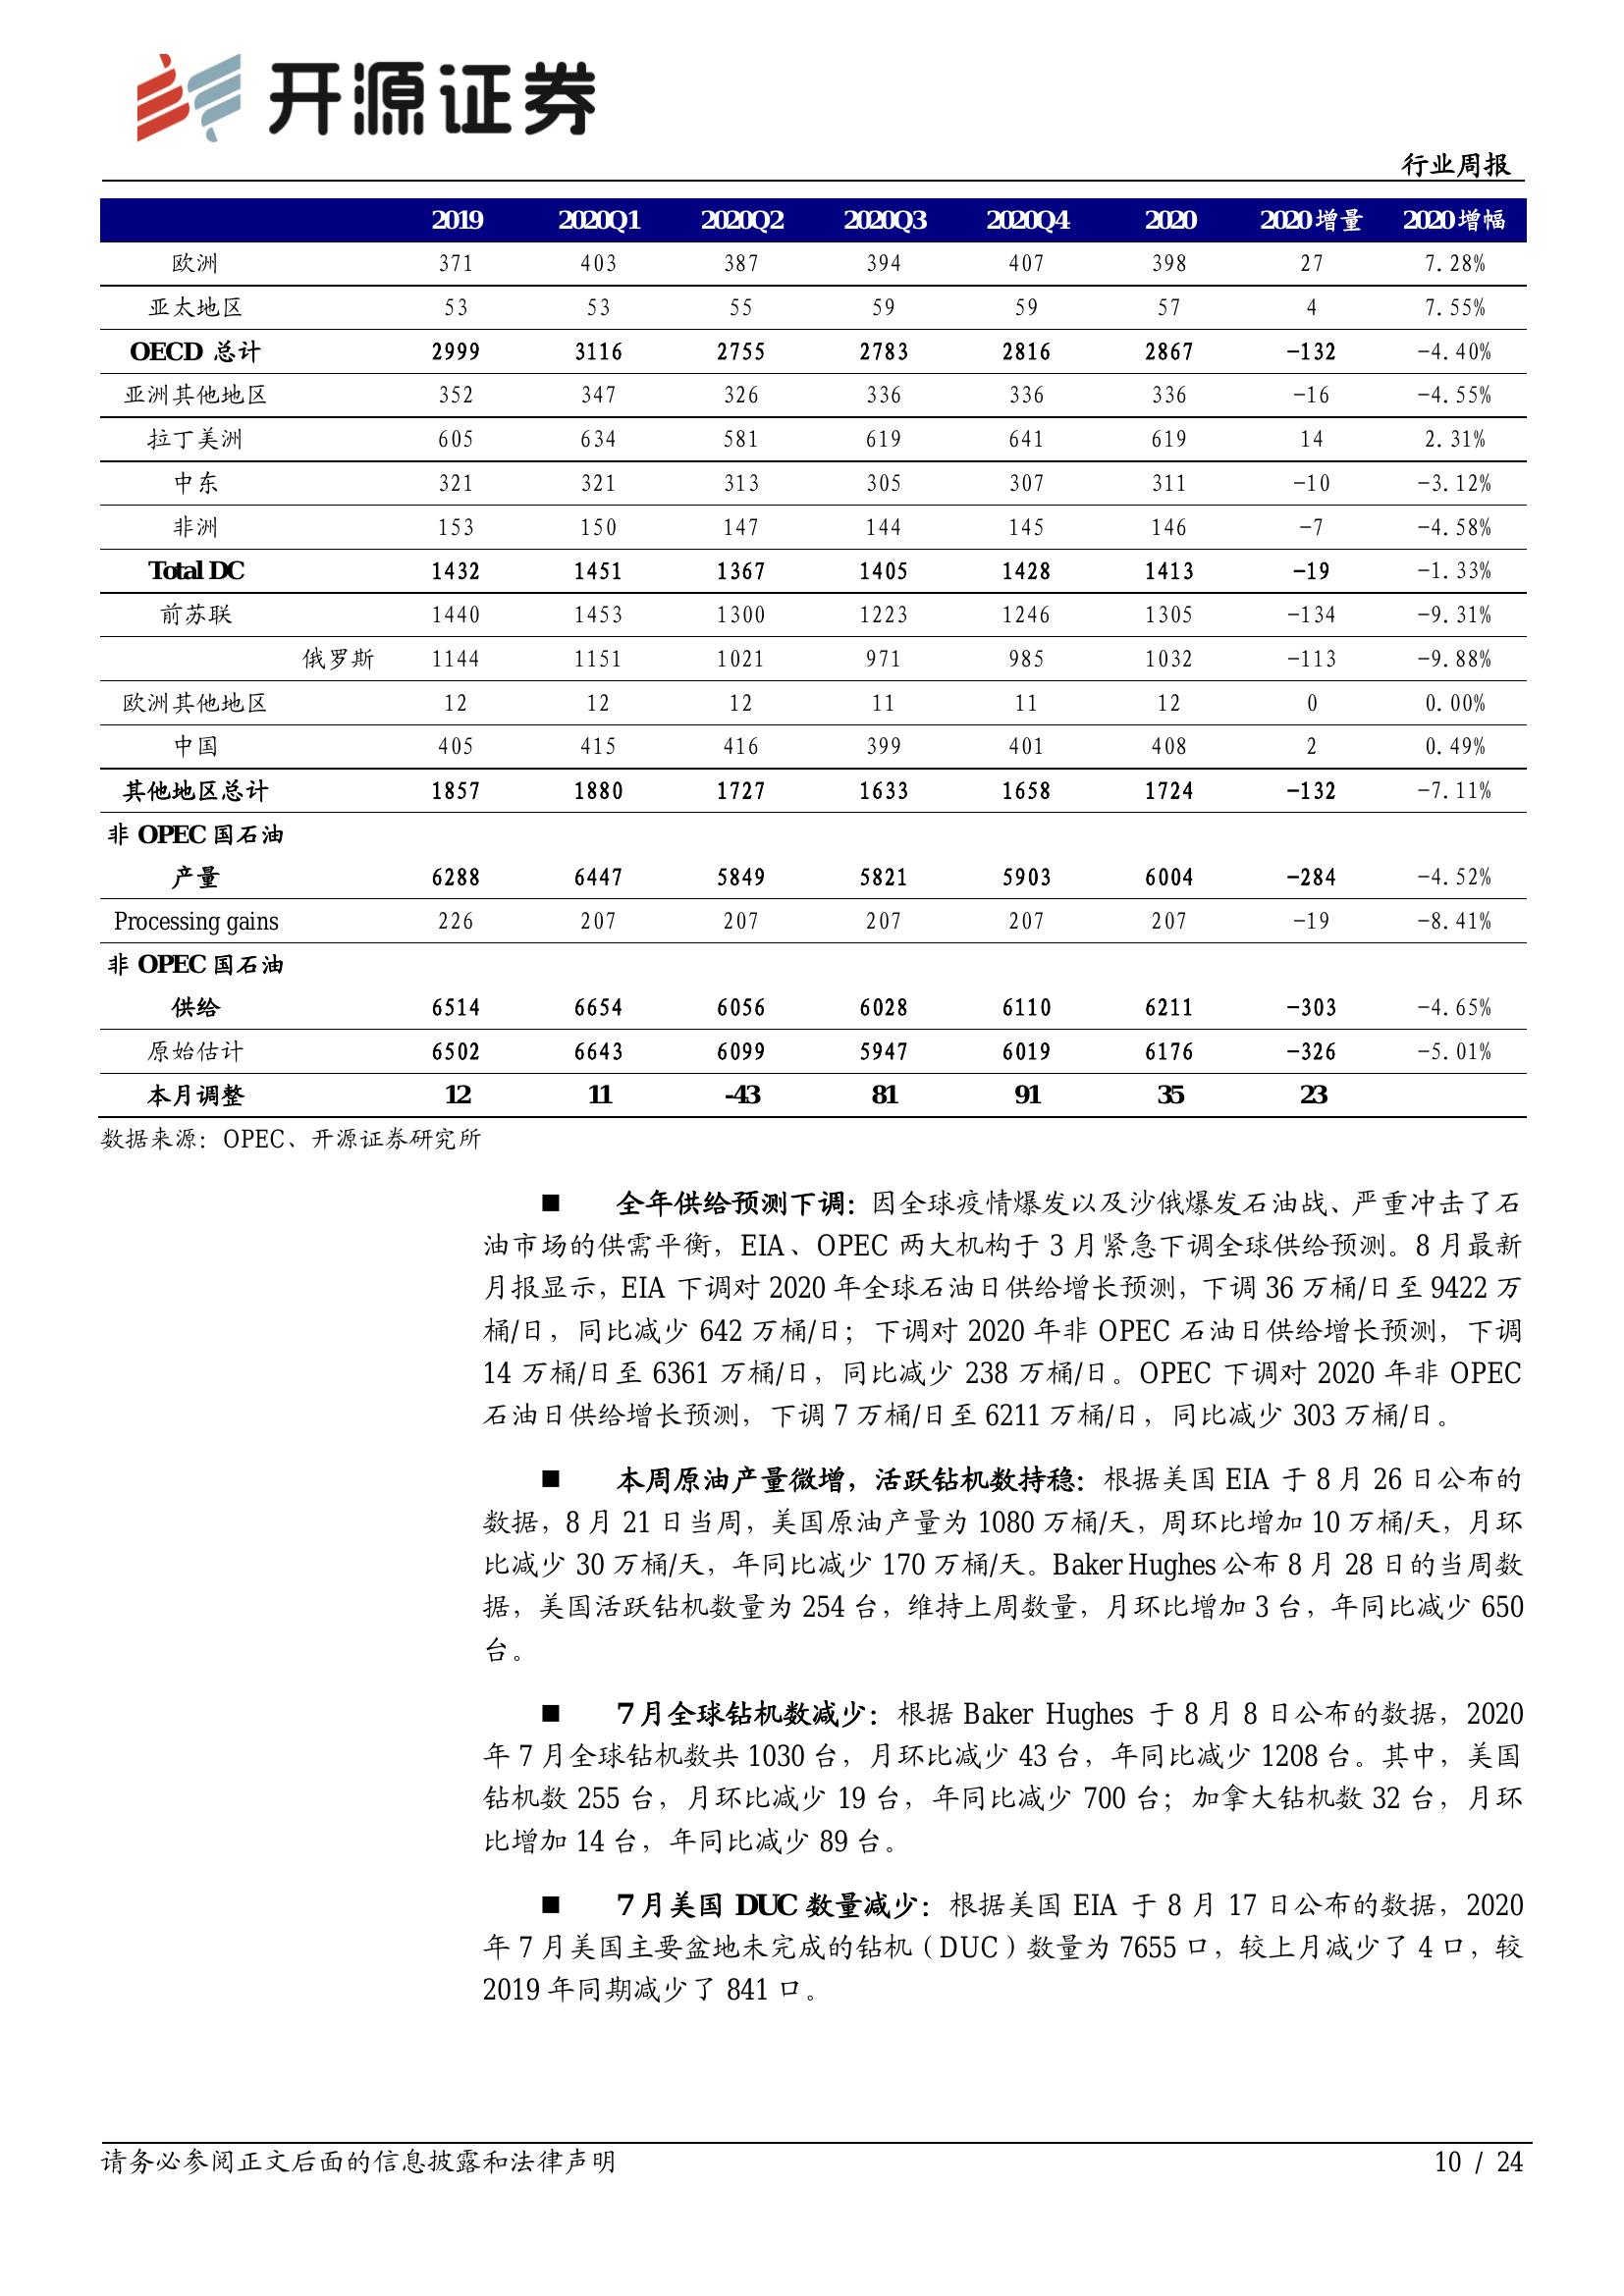 开源证券
行业周报
2019 2020Q1 2020Q2 2020Q3 2020Q4 2020 2020增量 2020增幅
欧洲 371 403 387 394 407 398 27 7.28%
亚太地区 53 53 55 59 59 57 4 7.55%
OECD 总计 2999 3116 2755 2783 2816 2867 -132 -4.40%
亚洲其他地区 352 347 326 336 336 336 -16 -4.55%
拉丁美洲 605 634 581 619 641 619 14 2.31%
中东 321 321 313 305 307 311 -10 -3.12%
非洲 153 150 147 144 145 146 -7 -4.58%
Total DC 1432 1451 1367 1405 1428 1413 -19 -1.33%
前苏联 1440 1453 1300 1223 1246 1305 -134 -9.31%
俄罗斯 1144 1151 1021 971 985 1032 -113 -9.88%
欧洲其他地区 12 12 12 11 11 12 0 0.00%
中国 405 415 416 399 401 408 2 0.49%
其他地区总计 1857 1880 1727 1633 1658 1724 -132 -7.11%
非 OPEC 国石油
产量 6288 6447 5849 5821 5903 6004 -284 -4.52%
Processing gains 226 207 207 207 207 207 -19 -8.41%
非 OPEC 国石油
供给 6514 6654 6056 6028 6110 6211 -303 -4.65%
原始估计 6502 6643 6099 5947 6019 6176 -326 -5.01%
本月调整 12 11 -43 81 91 35 23
数据来源：OPEC、开源证券研究所
■ 全年供给预测下调：因全球疫情爆发以及沙俄爆发石油战、严重冲击了石
油市场的供需平衡，EIA、OPEC 两大机构于 3 月紧急下调全球供给预测。8 月最新
月报显示，EIA 下调对 2020 年全球石油日供给增长预测，下调 36 万桶/日至 9422 万
桶/日，同比减少 642 万桶/日；下调对 2020 年非 OPEC 石油日供给增长预测，下调
14 万桶/日至 6361 万桶/日，同比减少 238 万桶/日。OPEC 下调对 2020 年非 OPEC
石油日供给增长预测，下调 7 万桶/日至 6211 万桶/日，同比减少 303 万桶/日。
■ 本周原油产量微增，活跃钻机数持稳：根据美国 EIA 于 8 月 26 日公布的
数据，8 月 21 日当周，美国原油产量为 1080 万桶/天，周环比增加 10 万桶/天，月环
比减少 30 万桶/天，年同比减少 170 万桶/天。Baker Hughes 公布 8 月 28 日的当周数
据，美国活跃钻机数量为 254 台，维持上周数量，月环比增加 3 台，年同比减少 650
台。
■ 7 月全球钻机数减少：根据 Baker Hughes 于 8 月 8 日公布的数据，2020
年 7 月全球钻机数共 1030 台，月环比减少 43 台，年同比减少 1208 台。其中，美国
钻机数 255 台，月环比减少 19 台，年同比减少 700 台；加拿大钻机数 32 台，月环
比增加 14 台，年同比减少 89 台。
■ 7 月美国 DUC 数量减少：根据美国 EIA 于 8 月 17 日公布的数据，2020
年 7 月美国主要盆地未完成的钻机（DUC）数量为 7655 口，较上月减少了 4 口，较
2019 年同期减少了 841 口。
请务必参阅正文后面的信息披露和法律声明 10 / 24